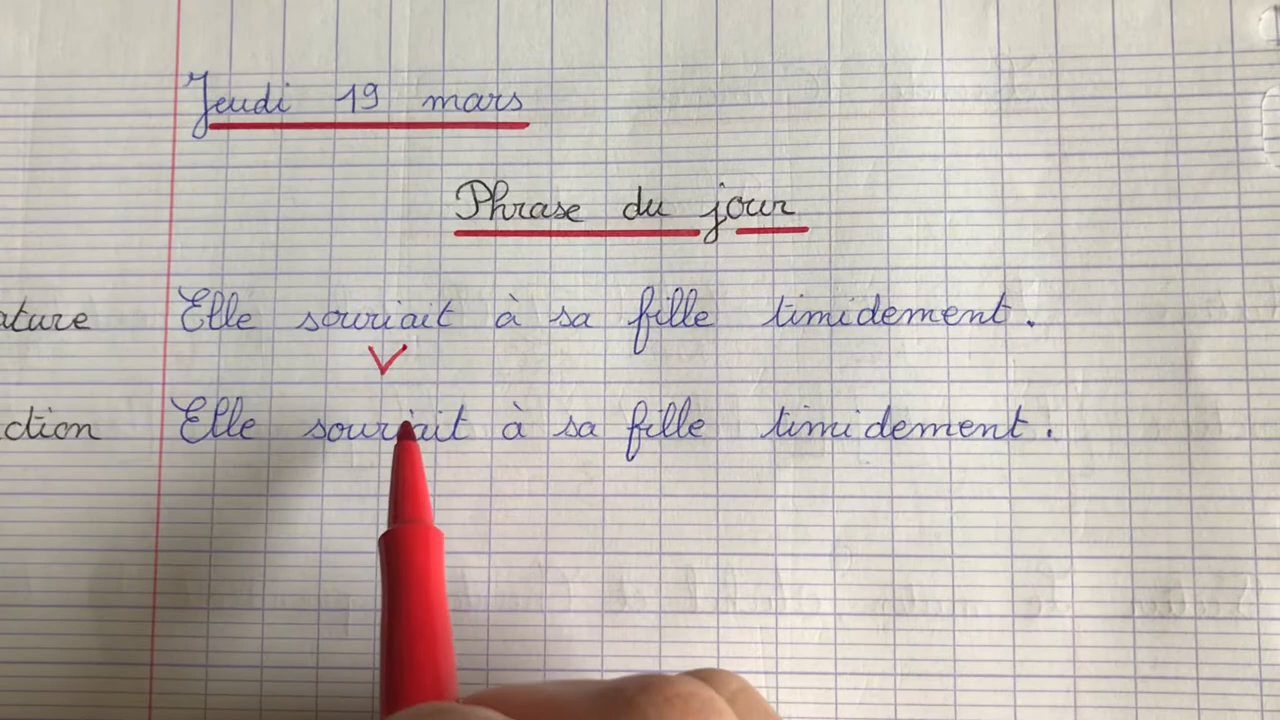 Jeudi 19 mars
Phrase du jour
ature Elle souriait à sa fille timidement.
V
ction Elle souriait à sa fille timidement.